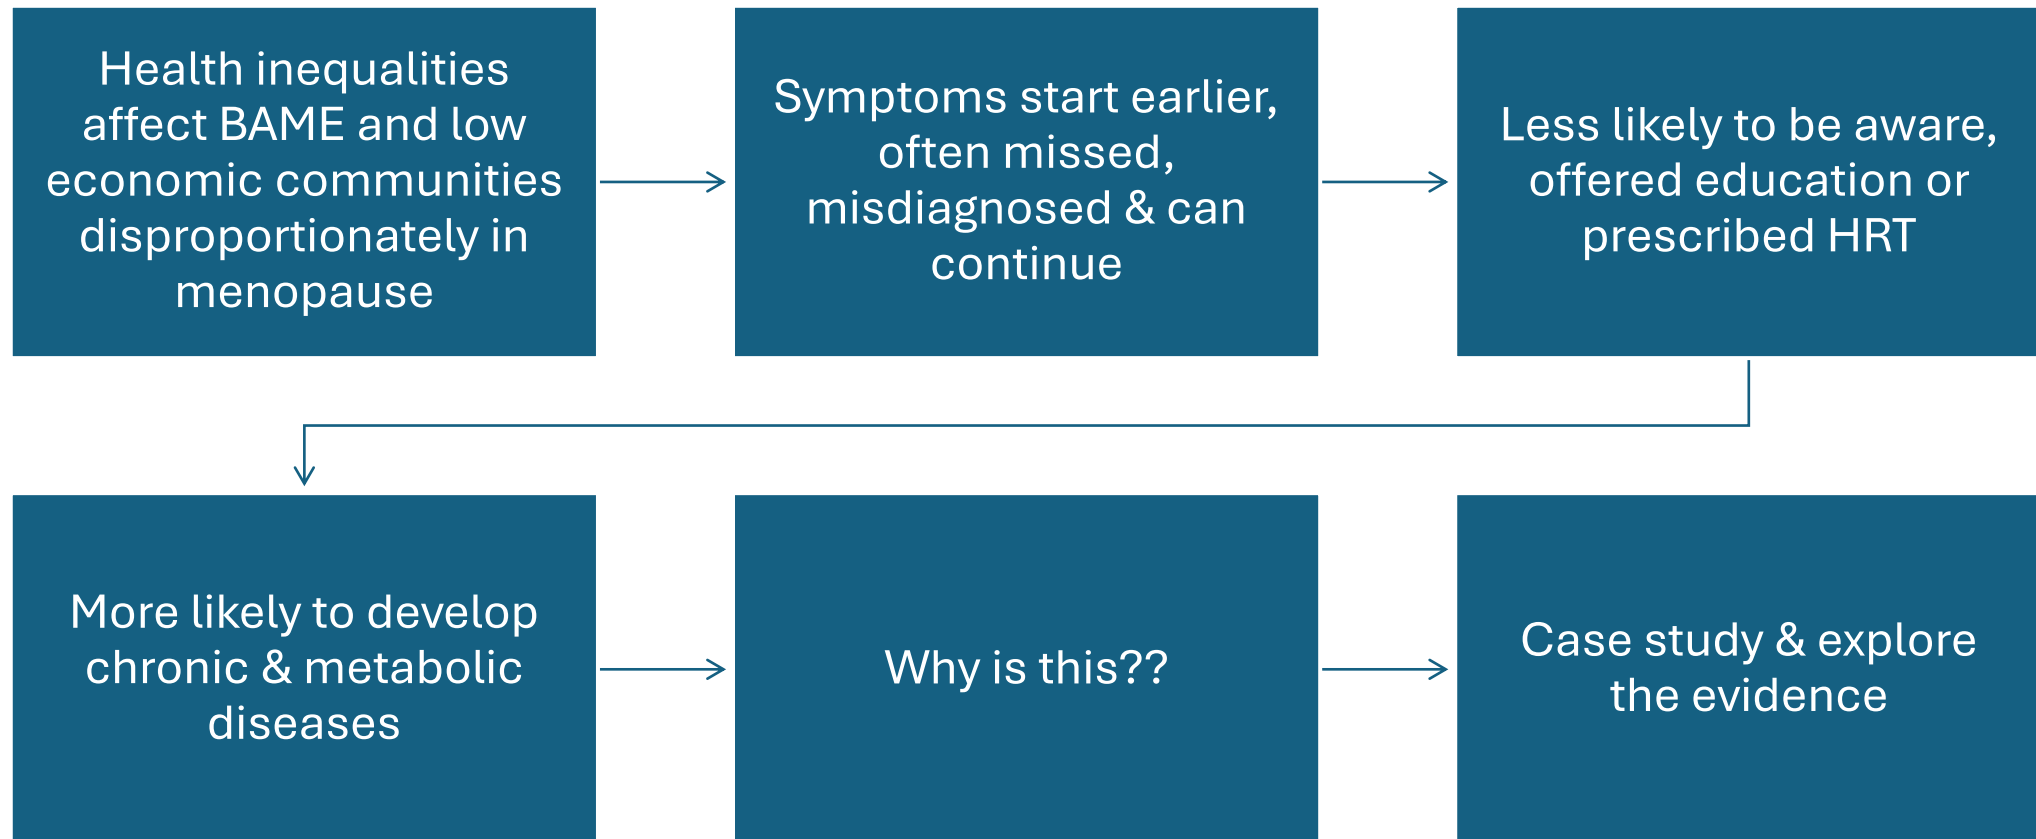 Health inequalities
affect BAME and low
economic communities
disproportionately in
menopause
Symptoms start earlier,
often missed,
misdiagnosed & can
continue
Less likely to be aware,
offered education or
prescribed HRT
More likely to develop
chronic & metabolic
diseases
Why is this??
Case study & explore
the evidence